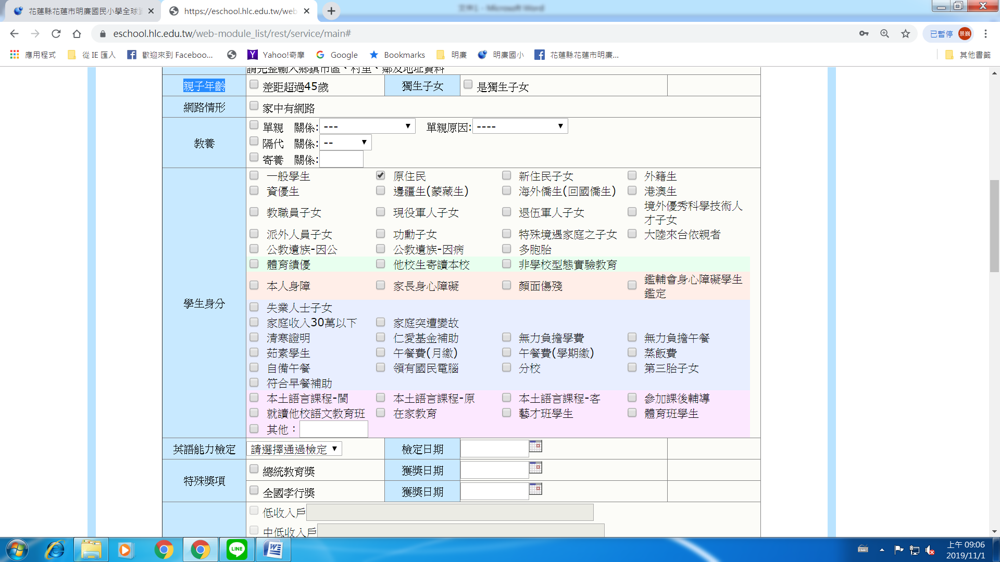 花蓮縣花蓮市明廉國民小學全球資
https://eschool.hlc.edu.tw/web
Microsoft Word
eschool.hlc.edu.tw/web-module_list/rest/service/main#
已暫停 景巍
應用程式 從 IE 匯入 歡迎來到 Faceboo... Yahoo!奇摩 Google Bookmarks 明廉 明廉國小 花蓮縣花蓮市明廉... 其他書籤
請完整輸入鄉鎮市區、村里、鄰及地址資料
親子年齡 差距超過45歲 獨生子女 是獨生子女
網路情形 家中有網路
教養
單親 關係: --- 單親原因: ----
隔代 關係: --
寄養 關係:
學生身分
一般學生 原住民 新住民子女 外籍生
資優生 邊疆生(蒙藏生) 海外僑生(回國僑生) 港澳生
教職員子女 現役軍人子女 退伍軍人子女 境外優秀科學技術人
才子女
派外人員子女 功勳子女 特殊境遇家庭之子女 大陸來台依親者
公教遺族-因公 公教遺族-因病 多胞胎
體育績優 他校生寄讀本校 非學校型態實驗教育
本人身障 家長身心障礙 顏面傷殘 鑑輔會身心障礙學生
鑑定
失業人士子女
家庭收入30萬以下 家庭突遭變故
清寒證明 仁愛基金補助 無力負擔學費 無力負擔午餐
茹素學生 午餐費(月繳) 午餐費(學期繳) 蒸飯費
自備午餐 領有國民電腦 分校 第三胎子女
符合早餐補助
本土語言課程-閩 本土語言課程-原 本土語言課程-客 參加課後輔導
就讀他校語文教育班 在家教育 藝才班學生 體育班學生
其他：
英語能力檢定 請選擇通過檢定 檢定日期
特殊獎項
總統教育獎 獲獎日期
全國孝行獎 獲獎日期
低收入戶
中低收入戶
LINE
上午 09:06
2019/11/1